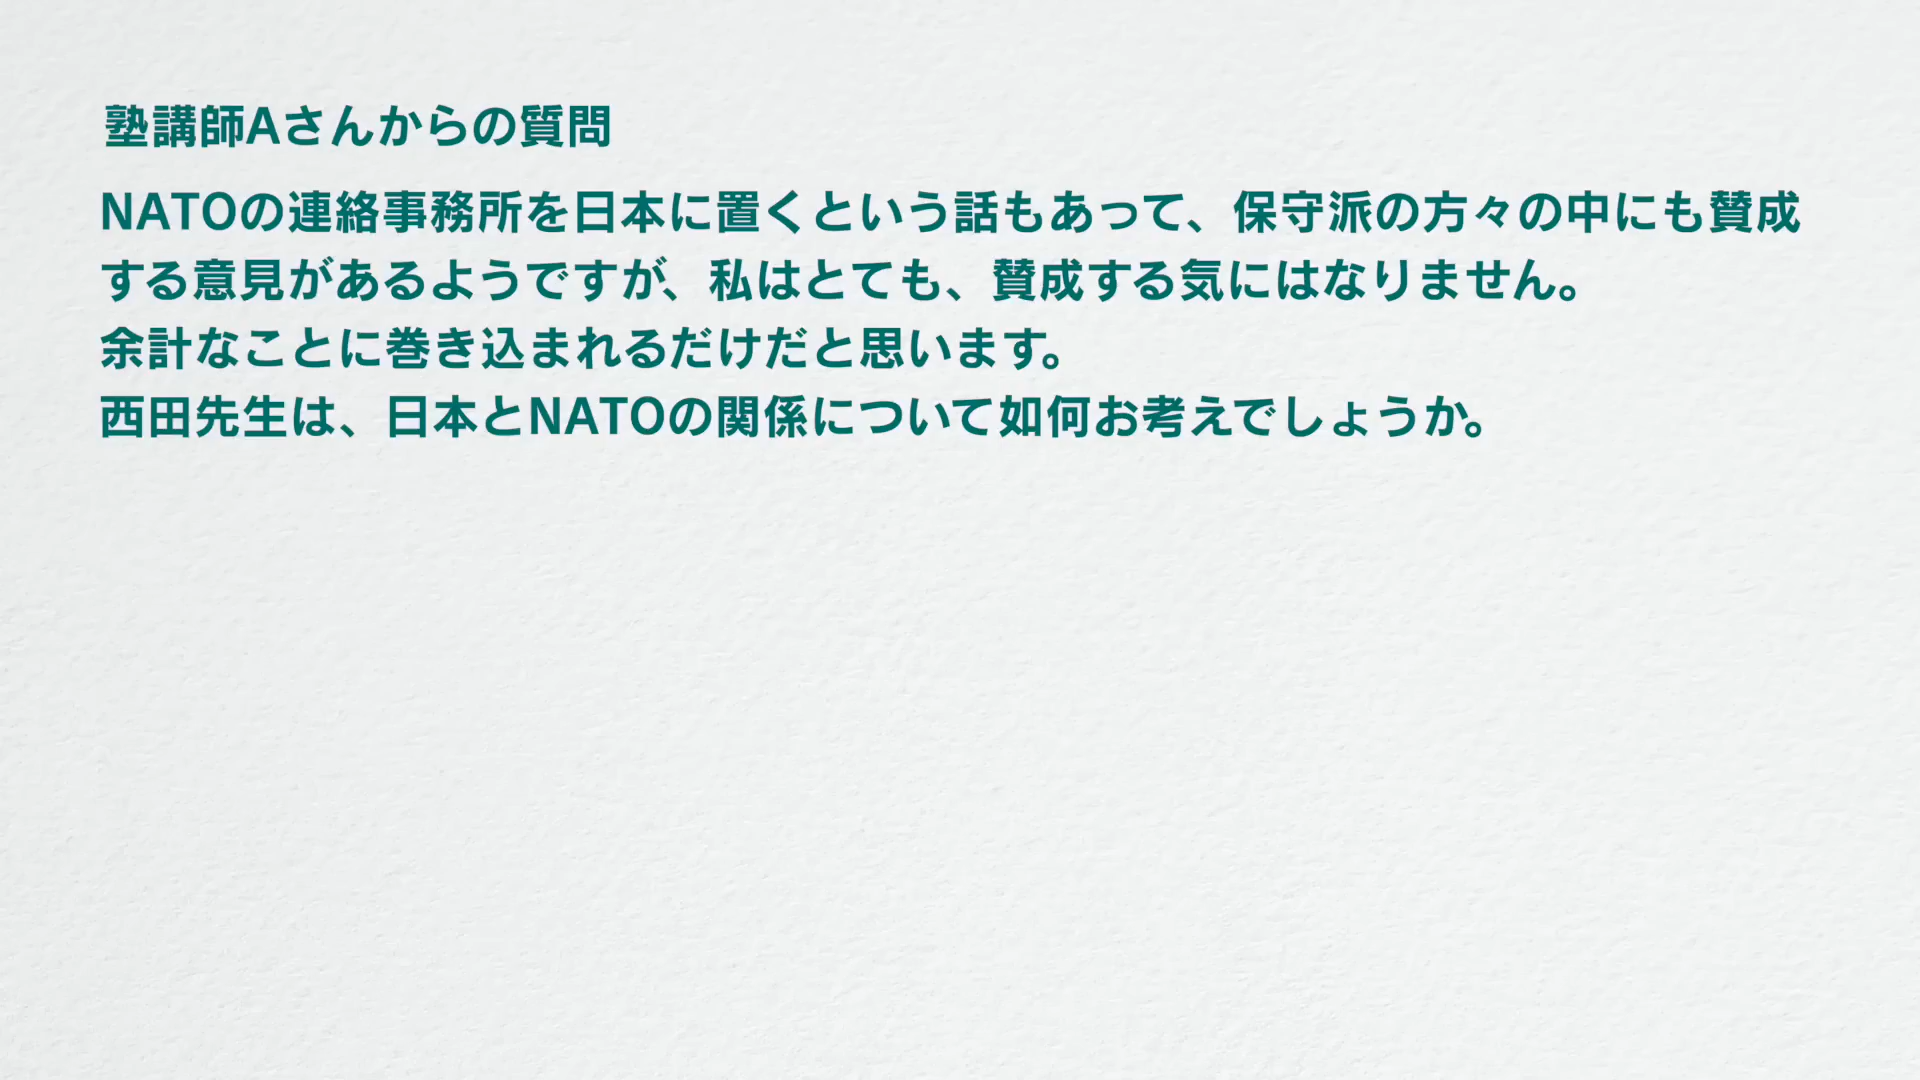 塾講師Aさんからの質問
NATOの連絡事務所を日本に置くという話もあって、保守派の方々の中にも賛成
する意見があるようですが、私はとても、賛成する気にはなりません。
余計なことに巻き込まれるだけだと思います。
西田先生は、日本とNATOの関係について如何お考えでしょうか。